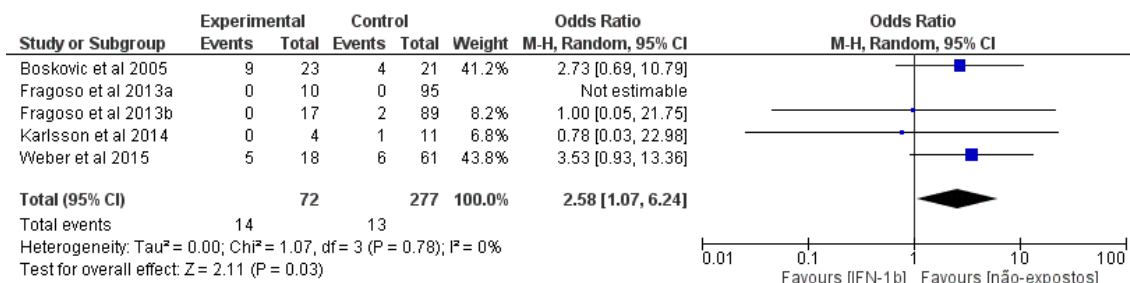 Experimental Control Odds Ratio Odds Ratio
Study or Subgroup Events Total Events Total Weight M-H, Random, 95% CI M-H, Random, 95% CI
Boskovic et al 2005 9 23 4 21 41.2% 2.73 [0.69, 10.79]
Fragoso et al 2013a 0 10 0 95 Not estimable
Fragoso et al 2013b 0 17 2 89 8.2% 1.00 [0.05, 21.75]
Karlsson et al 2014 0 4 1 11 6.8% 0.78 [0.03, 22.98]
Weber et al 2015 5 18 6 61 43.8% 3.53 [0.93, 13.36]
Total (95% CI) 72 277 100.0% 2.58 [1.07, 6.24]
Total events 14 13
Heterogeneity: Tau² = 0.00; Chi² = 1.07, df = 3 (P = 0.78); I² = 0%
Test for overall effect: Z = 2.11 (P = 0.03)
0.01 0.1 1 10 100
Favours [IFN-1b] Favours [não-expostos]